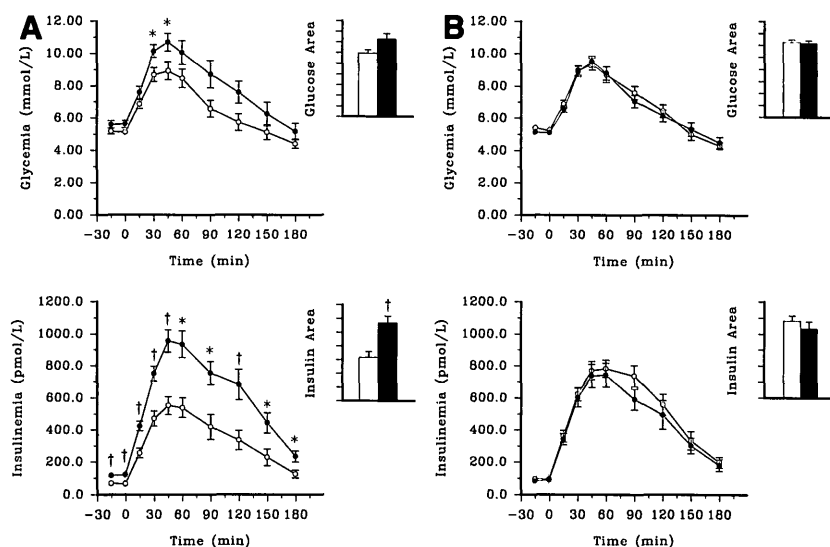 A
Glycemia (mmol/L)
12.00
10.00
8.00
6.00
4.00
2.00
0.00
* *
−30 0 30 60 90 120 150 180
Time (min)
Glucose Area
B
Glycemia (mmol/L)
12.00
10.00
8.00
6.00
4.00
2.00
0.00
−30 0 30 60 90 120 150 180
Time (min)
Glucose Area
Insulinemia (pmol/L)
1200.0
1000.0
800.0
600.0
400.0
200.0
0.0
† † † † † * * † * *
−30 0 30 60 90 120 150 180
Time (min)
Insulin Area
†
Insulinemia (pmol/L)
1200.0
1000.0
800.0
600.0
400.0
200.0
0.0
−30 0 30 60 90 120 150 180
Time (min)
Insulin Area